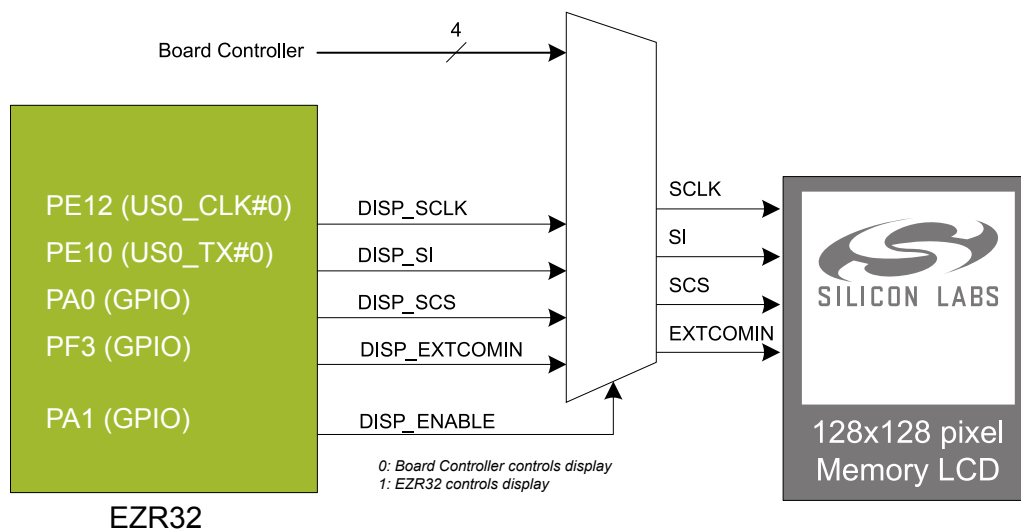 4
Board Controller
PE12 (US0_CLK#0)
DISP_SCLK
SCLK
PE10 (US0_TX#0)
DISP_SI
SI
PA0 (GPIO)
DISP_SCS
SCS
SILICON LABS
PF3 (GPIO)
DISP_EXTCOMIN
EXTCOMIN
PA1 (GPIO)
DISP_ENABLE
128x128 pixel
Memory LCD
0: Board Controller controls display
1: EZR32 controls display
EZR32